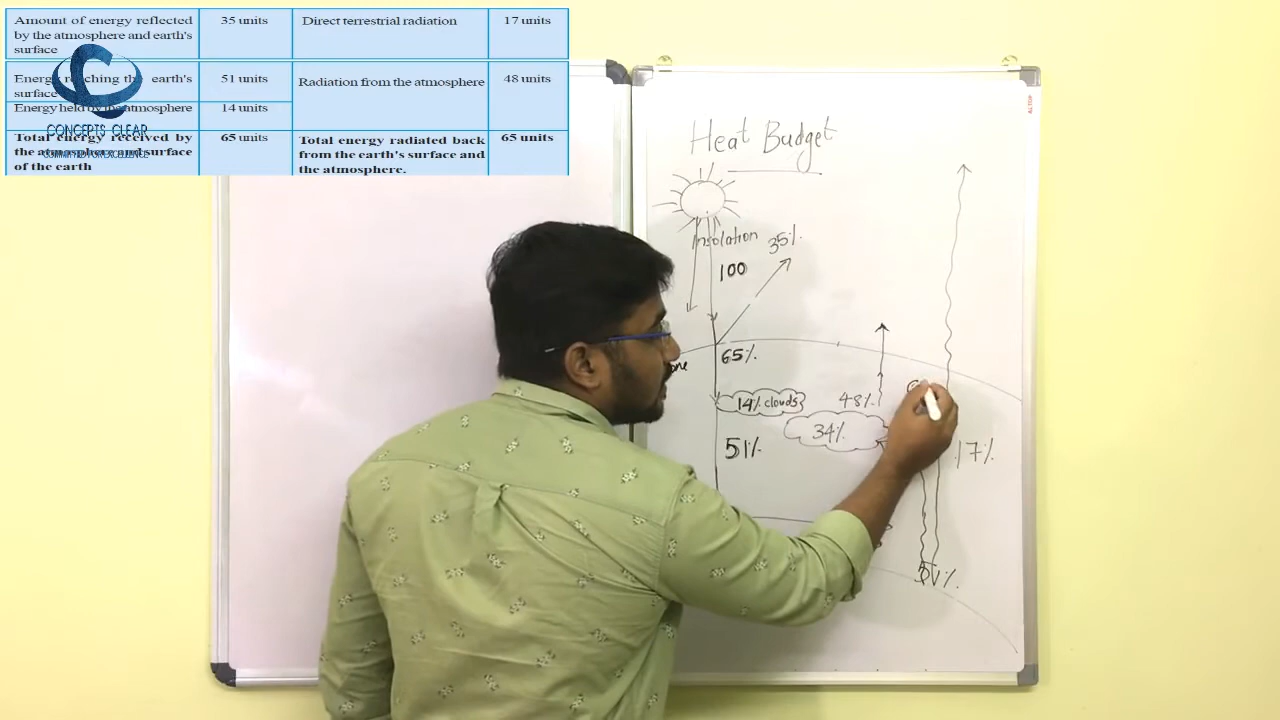 Amount of energy reflected
by the atmosphere and earth's
surface
35 units
Direct terrestrial radiation
17 units
Energy reaching the earth's
surface
51 units
Radiation from the atmosphere
48 units
Energy held by the atmosphere
14 units
Total energy received by
the atmosphere and surface
of the earth
65 units
Total energy radiated back
from the earth's surface and
the atmosphere.
65 units
CONCEPTS CLEAR
Heat Budget
Insolation
35%
100
65%
14% clouds
48%
34%
51%
17%